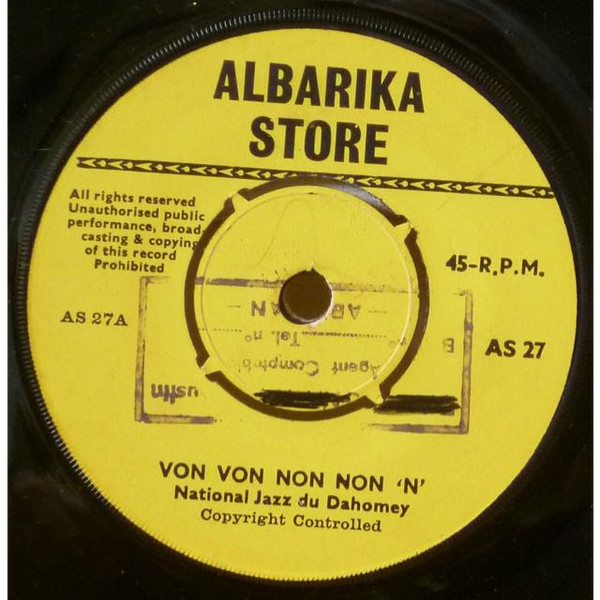 ALBARIKA
STORE
All rights reserved
Unauthorised public
performance, broad-
casting & copying
of this record
Prohibited
45-R.P.M.
AS 27A
AS 27
Tel. n°
Agent
VON VON NON NON ‘N’
National Jazz du Dahomey
Copyright Controlled